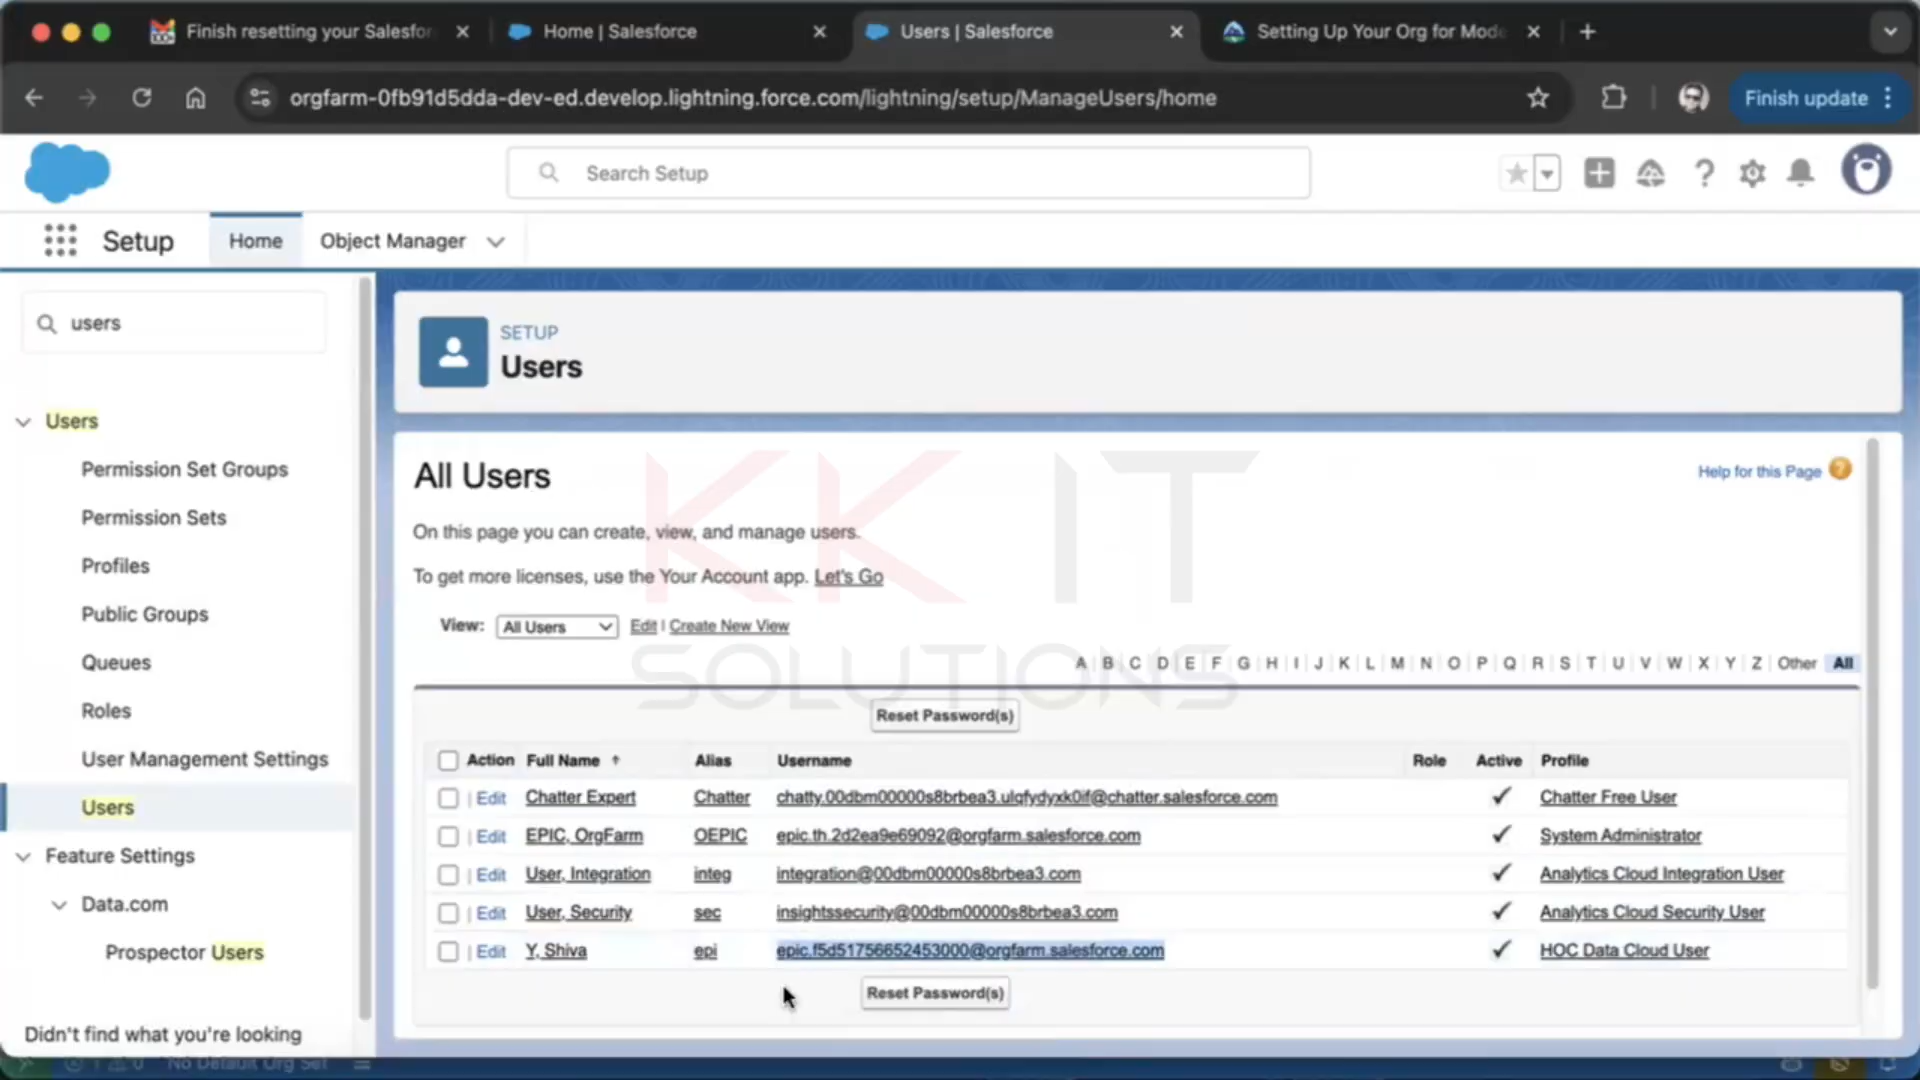 Finish resetting your Salesfor
Home | Salesforce
Users | Salesforce
Setting Up Your Org for Mode
orgfarm-0fb91d5dda-dev-ed.develop.lightning.force.com/lightning/setup/ManageUsers/home
Finish update
Search Setup
Setup
Home
Object Manager
users
SETUP
Users
Users
Permission Set Groups
Permission Sets
Profiles
Public Groups
Queues
Roles
User Management Settings
Users
Feature Settings
Data.com
Prospector Users
Didn't find what you're looking
All Users
Help for this Page
On this page you can create, view, and manage users.
To get more licenses, use the Your Account app. Let's Go
View: All Users Edit | Create New View
KK IT
SOLUTIONS
A | B | C | D | E | F | G | H | I | J | K | L | M | N | O | P | Q | R | S | T | U | V | W | X | Y | Z | Other All
Reset Password(s)
Action Full Name Alias Username Role Active Profile
| Edit Chatter Expert Chatter chatty.00dbm00000s8brbea3.ulqfydyxk0if@chatter.salesforce.com Chatter Free User
| Edit EPIC, OrgFarm OEPIC epic.th.2d2ea9e69092@orgfarm.salesforce.com System Administrator
| Edit User, Integration integ integration@00dbm00000s8brbea3.com Analytics Cloud Integration User
| Edit User, Security sec insightssecurity@00dbm00000s8brbea3.com Analytics Cloud Security User
| Edit Y, Shiva epi epic.f5d51756652453000@orgfarm.salesforce.com HOC Data Cloud User
Reset Password(s)
No Default Org Set